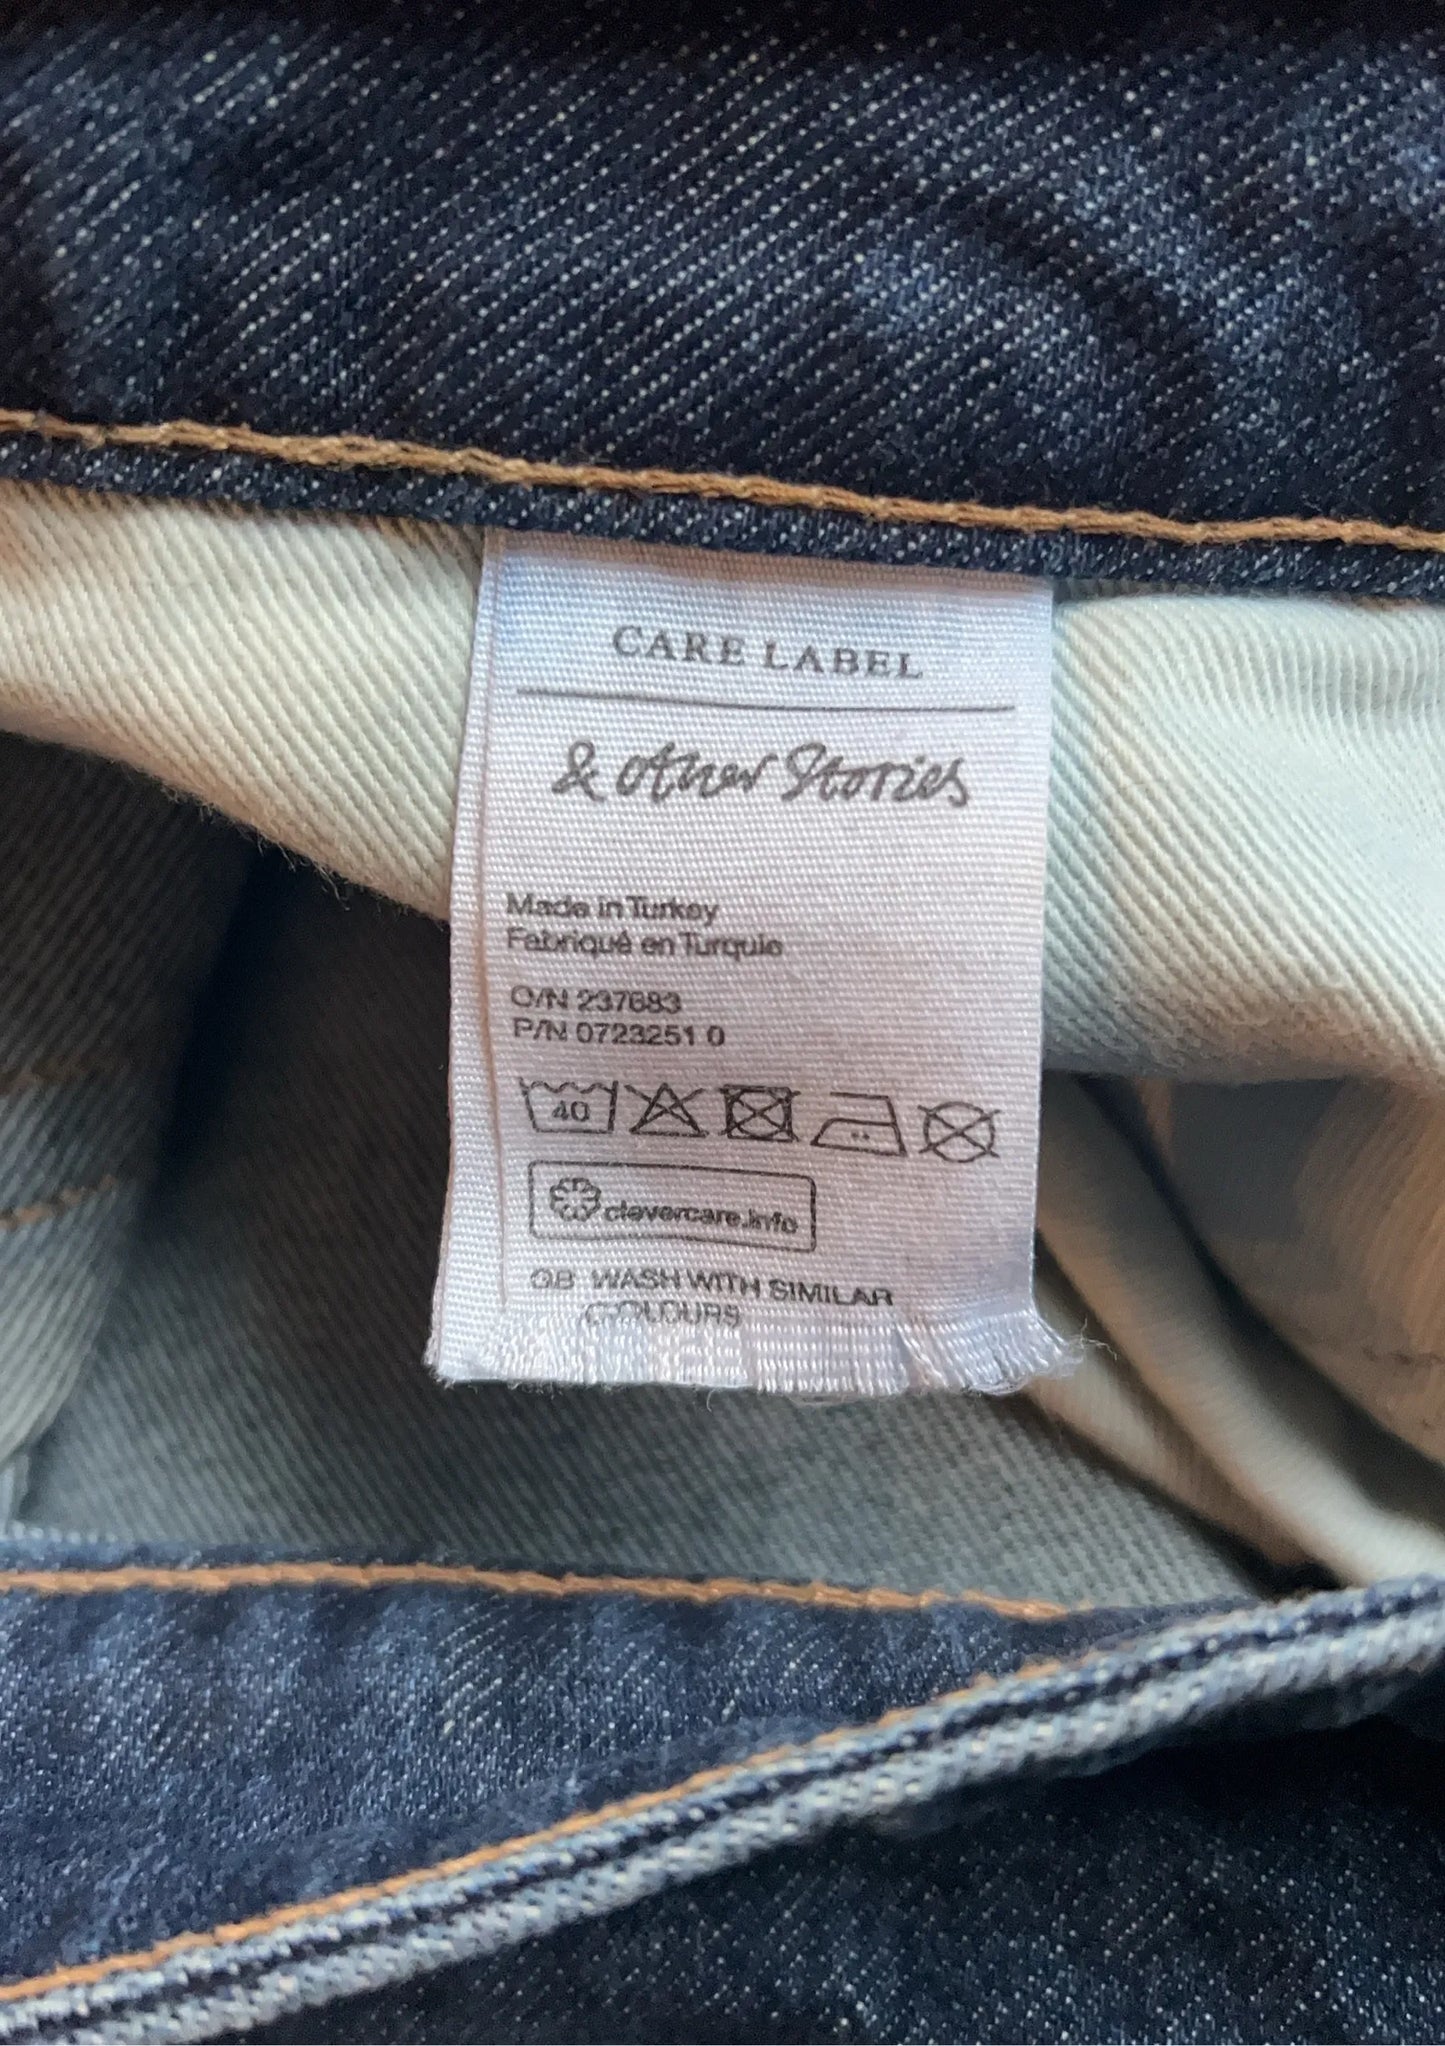 CARE LABEL
& Other Stories
Made in Turkey
Fabriqué en Turquie
O/N 237683
P/N 0723251 0
40
clevercare.info
GB WASH WITH SIMILAR
COLOURS